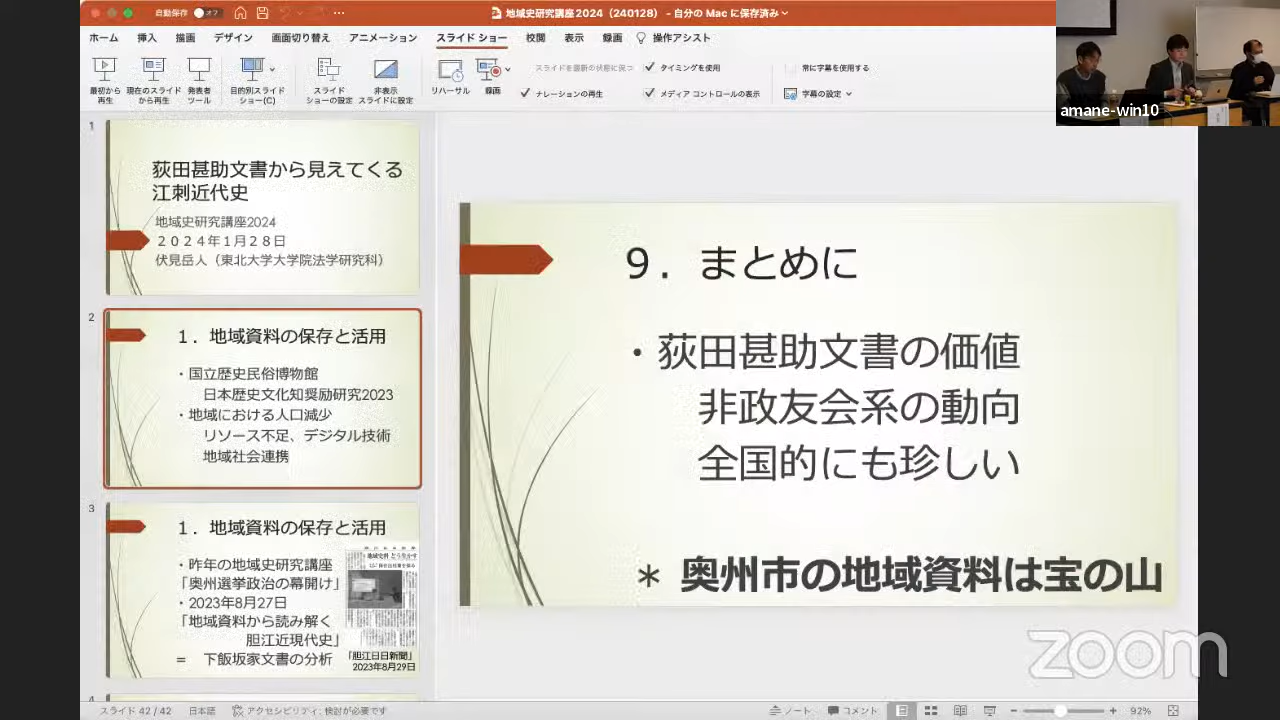 自動保存 オフ
地域史研究講座2024（240128） - 自分の Mac に保存済み
ホーム 挿入 描画 デザイン 画面切り替え アニメーション スライド ショー 校閲 表示 録画 操作アシスト
最初から
再生
現在のスライド
から再生
発表者
ツール
目的別スライド
ショー(C)
スライド
ショーの設定
非表示
スライドに設定
リハーサル
録画
スライドを最新の状態に保つ
ナレーションの再生
タイミングを使用
メディア コントロールの表示
常に字幕を使用する
字幕の設定
amane-win10
1
荻田甚助文書から見えてくる
江刺近代史
地域史研究講座2024
２０２４年１月２８日
伏見岳人（東北大学大学院法学研究科）
2
１．地域資料の保存と活用
・国立歴史民俗博物館
日本歴史文化知奨励研究2023
・地域における人口減少
リソース不足、デジタル技術
地域社会連携
3
１．地域資料の保存と活用
・昨年の地域史研究講座
「奥州選挙政治の幕開け」
・2023年8月27日
「地域資料から読み解く
胆江近現代史」
＝ 下飯坂家文書の分析
「胆江日日新聞」
2023年8月29日
4
９．まとめに
・荻田甚助文書の価値
非政友会系の動向
全国的にも珍しい
＊ 奥州市の地域資料は宝の山
zoom
スライド 42 / 42 日本語 アクセシビリティ: 検討が必要です
ノート コメント 92%